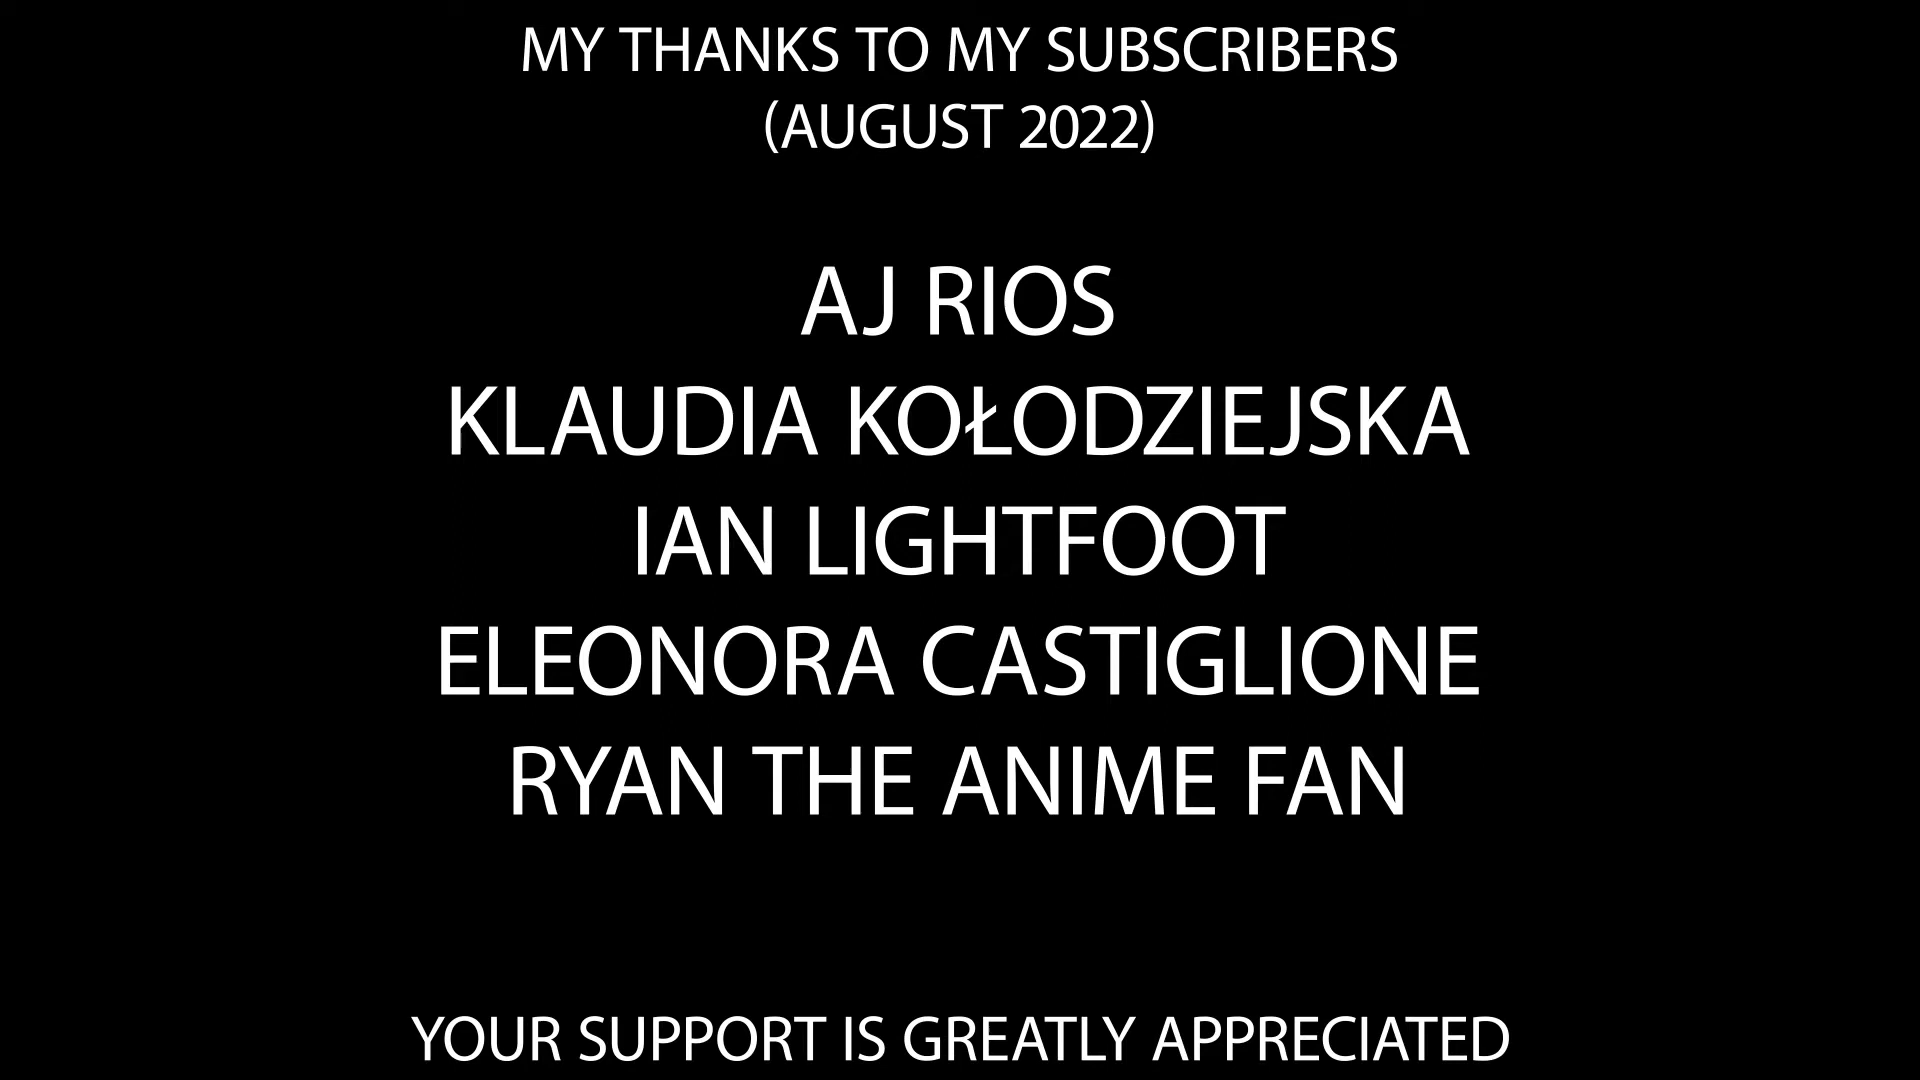 MY THANKS TO MY SUBSCRIBERS
(AUGUST 2022)
AJ RIOS
KLAUDIA KOŁODZIEJSKA
IAN LIGHTFOOT
ELEONORA CASTIGLIONE
RYAN THE ANIME FAN
YOUR SUPPORT IS GREATLY APPRECIATED